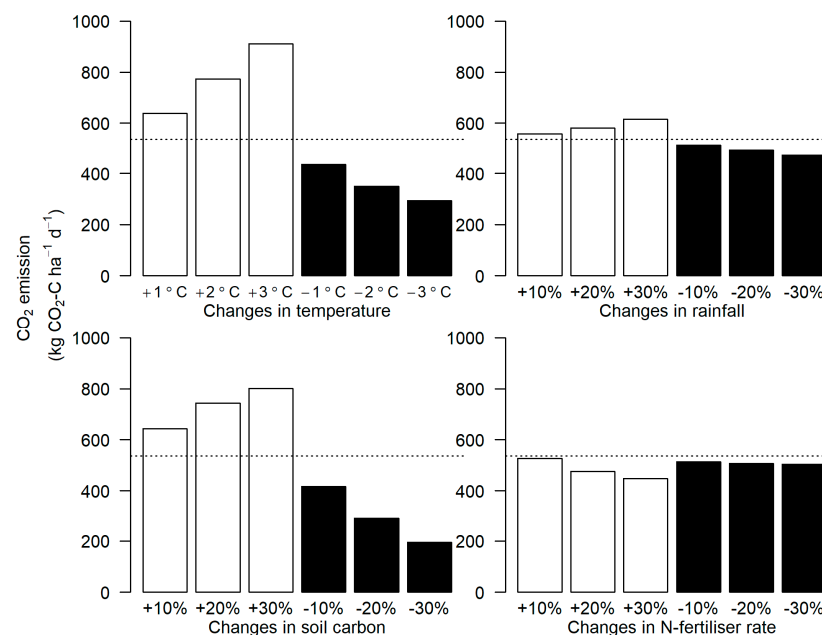 CO₂ emission
(kg CO₂-C ha⁻¹ d⁻¹)
1000
800
600
400
200
0
+1 °C +2 °C +3 °C −1 °C −2 °C −3 °C
Changes in temperature
1000
800
600
400
200
0
+10% +20% +30% -10% -20% -30%
Changes in rainfall
1000
800
600
400
200
0
+10% +20% +30% -10% -20% -30%
Changes in soil carbon
1000
800
600
400
200
0
+10% +20% +30% -10% -20% -30%
Changes in N-fertiliser rate